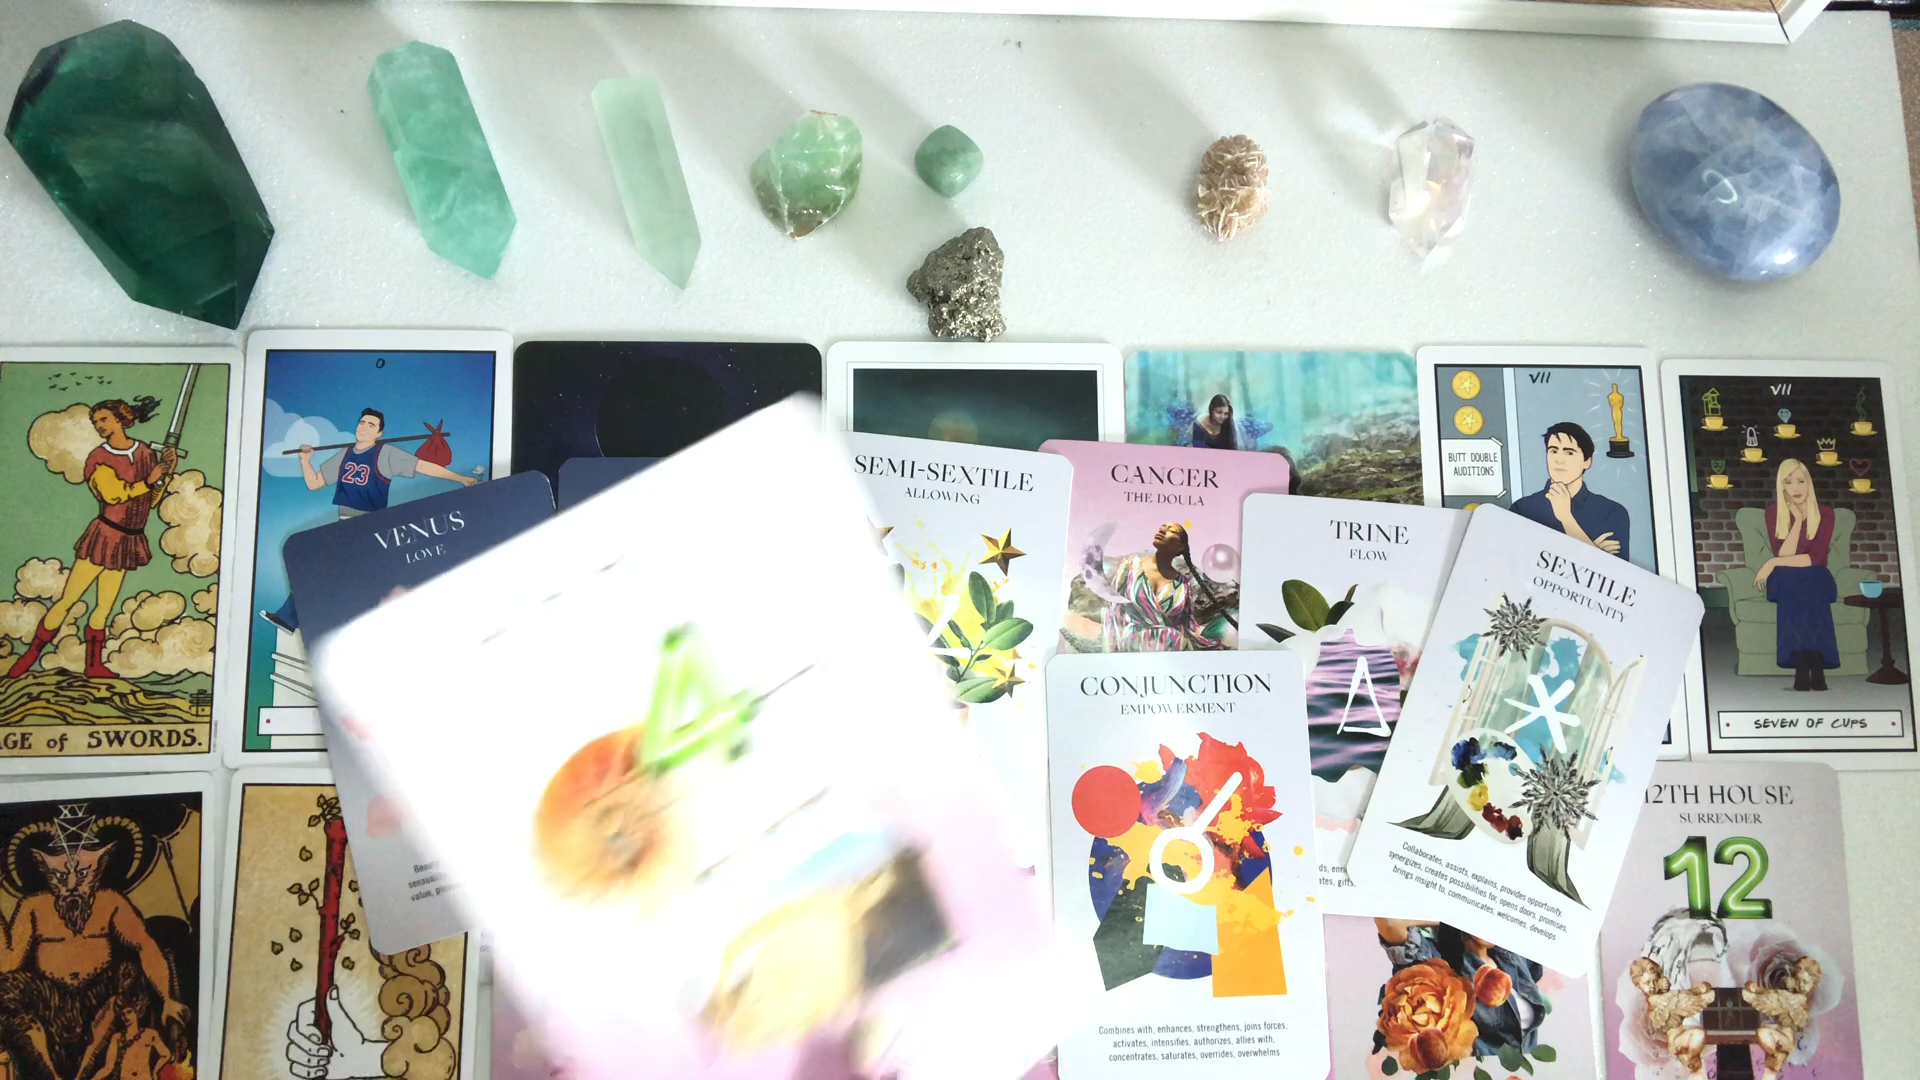 0
23
VII
BUTT DOUBLE
AUDITIONS
VII
SEVEN OF CUPS
GE of SWORDS.
VENUS
LOVE
SEMI-SEXTILE
ALLOWING
CANCER
THE DOULA
TRINE
FLOW
SEXTILE
OPPORTUNITY
Collaborates, assists, explains, provides opportunity,
synergizes, creates possibilities for, opens doors, promises,
brings insight to, communicates, welcomes, develops
CONJUNCTION
EMPOWERMENT
Combines with, enhances, strengthens, joins forces,
activates, intensifies, authorizes, allies with,
concentrates, saturates, overrides, overwhelms
12TH HOUSE
SURRENDER
12
XV